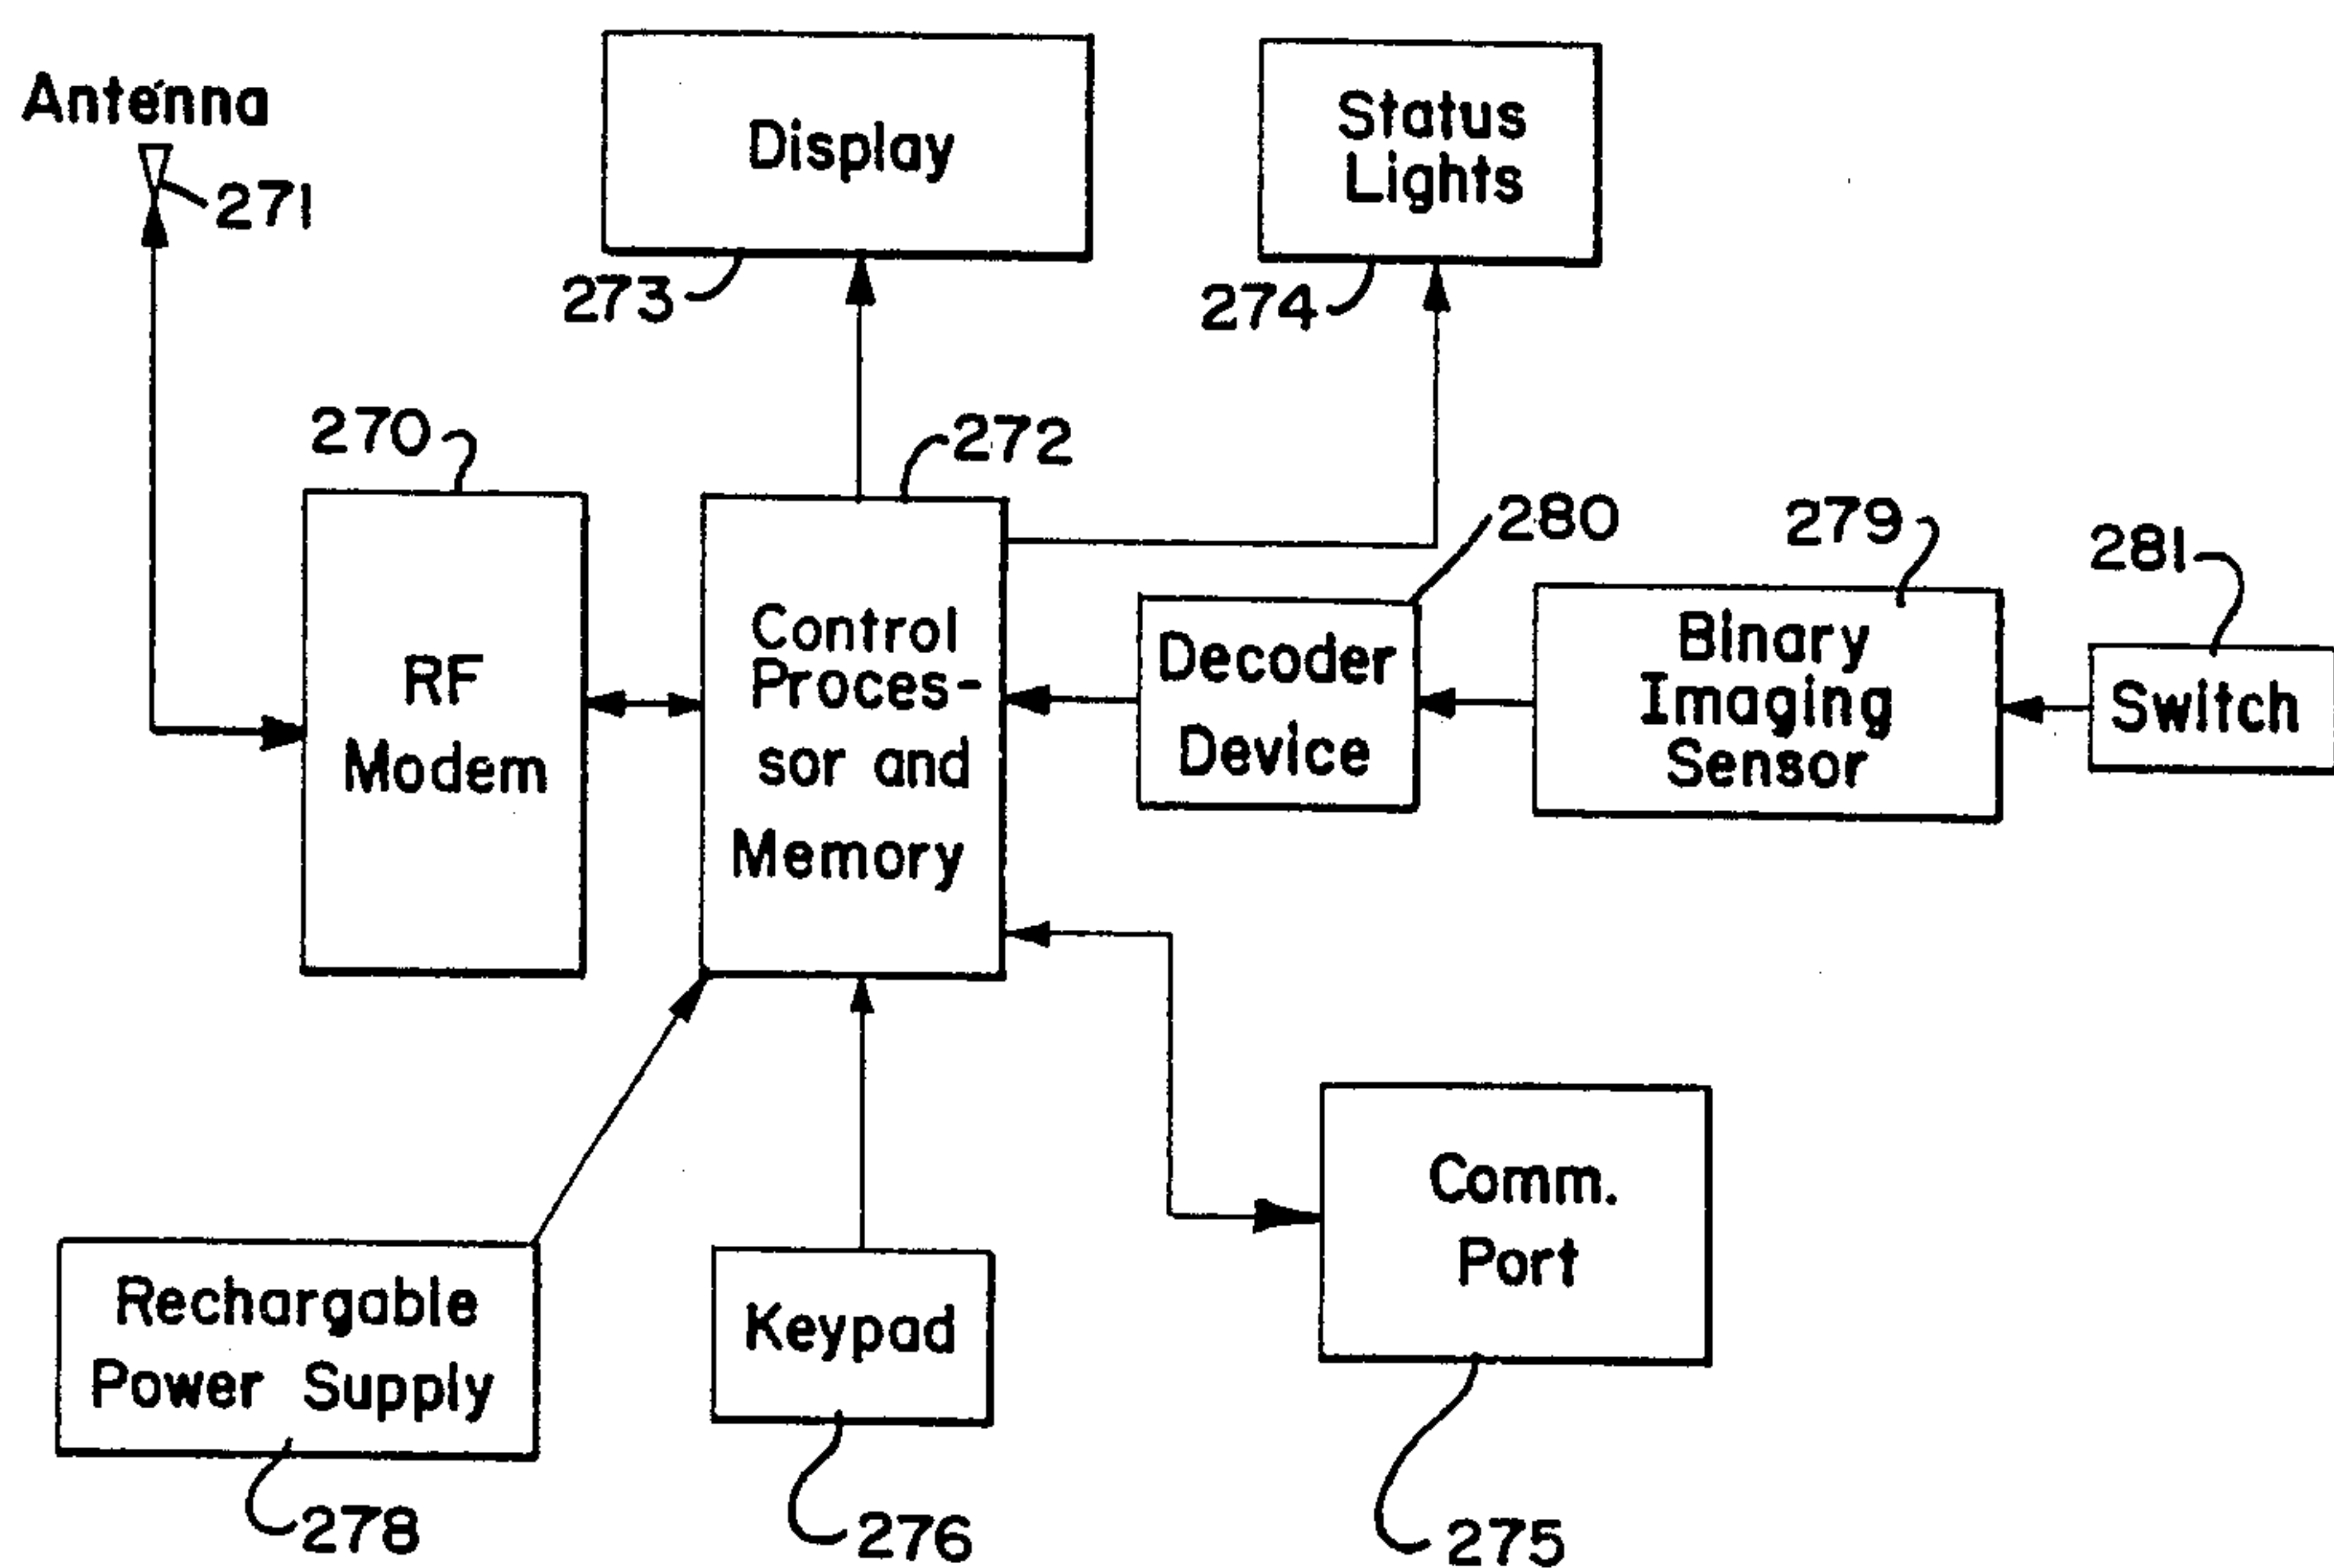 Antenna
271
Display
273
Status
Lights
274
270
RF
Modem
272
Control
Proces-
sor and
Memory
280
Decoder
Device
279
Binary
Imaging
Sensor
281
Switch
Rechargable
Power Supply
278
Keypad
276
Comm.
Port
275